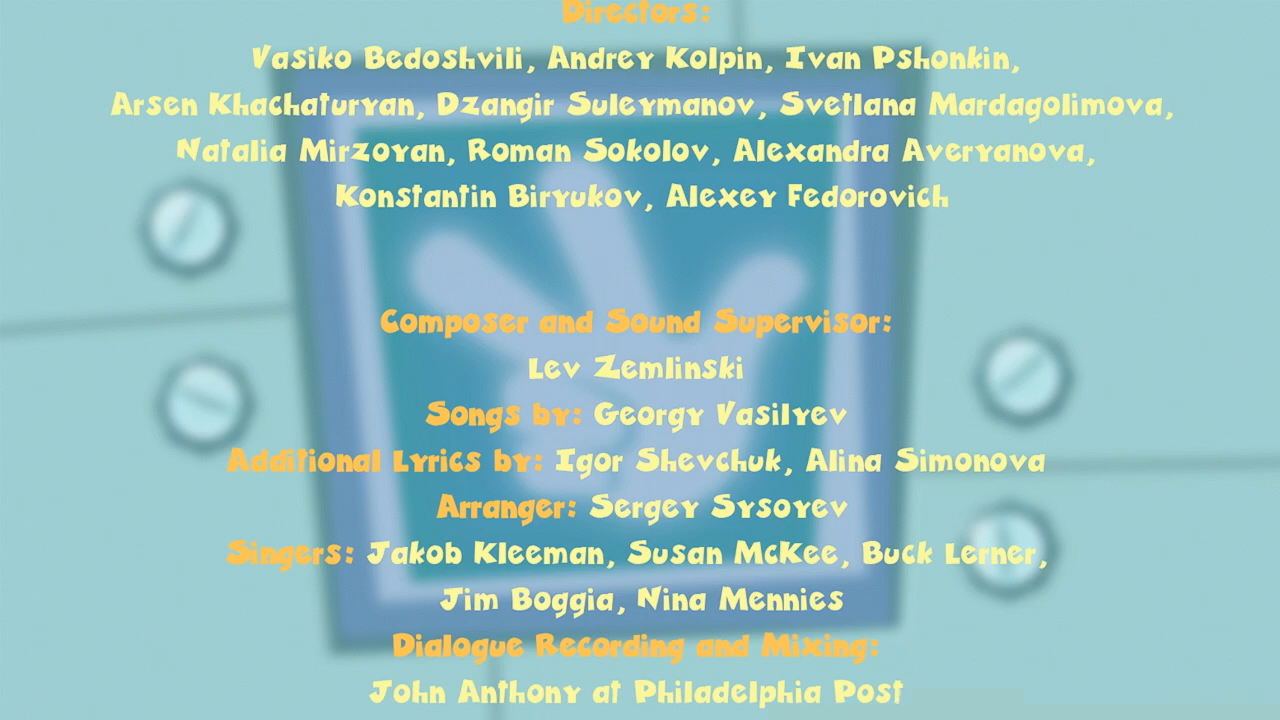 Directors:
Vasiko Bedoshvili, Andrey Kolpin, Ivan Pshonkin,
Arsen Khachaturyan, Dzangir Suleymanov, Svetlana Mardagolimova,
Natalia Mirzoyan, Roman Sokolov, Alexandra Averyanova,
Konstantin Biryukov, Alexey Fedorovich
Composer and Sound Supervisor:
Lev Zemlinski
Songs by: Georgy Vasilyev
Additional Lyrics by: Igor Shevchuk, Alina Simonova
Arranger: Sergey Sysoyev
Singers: Jakob Kleeman, Susan McKee, Buck Lerner,
Jim Boggia, Nina Mennies
Dialogue Recording and Mixing:
John Anthony at Philadelphia Post